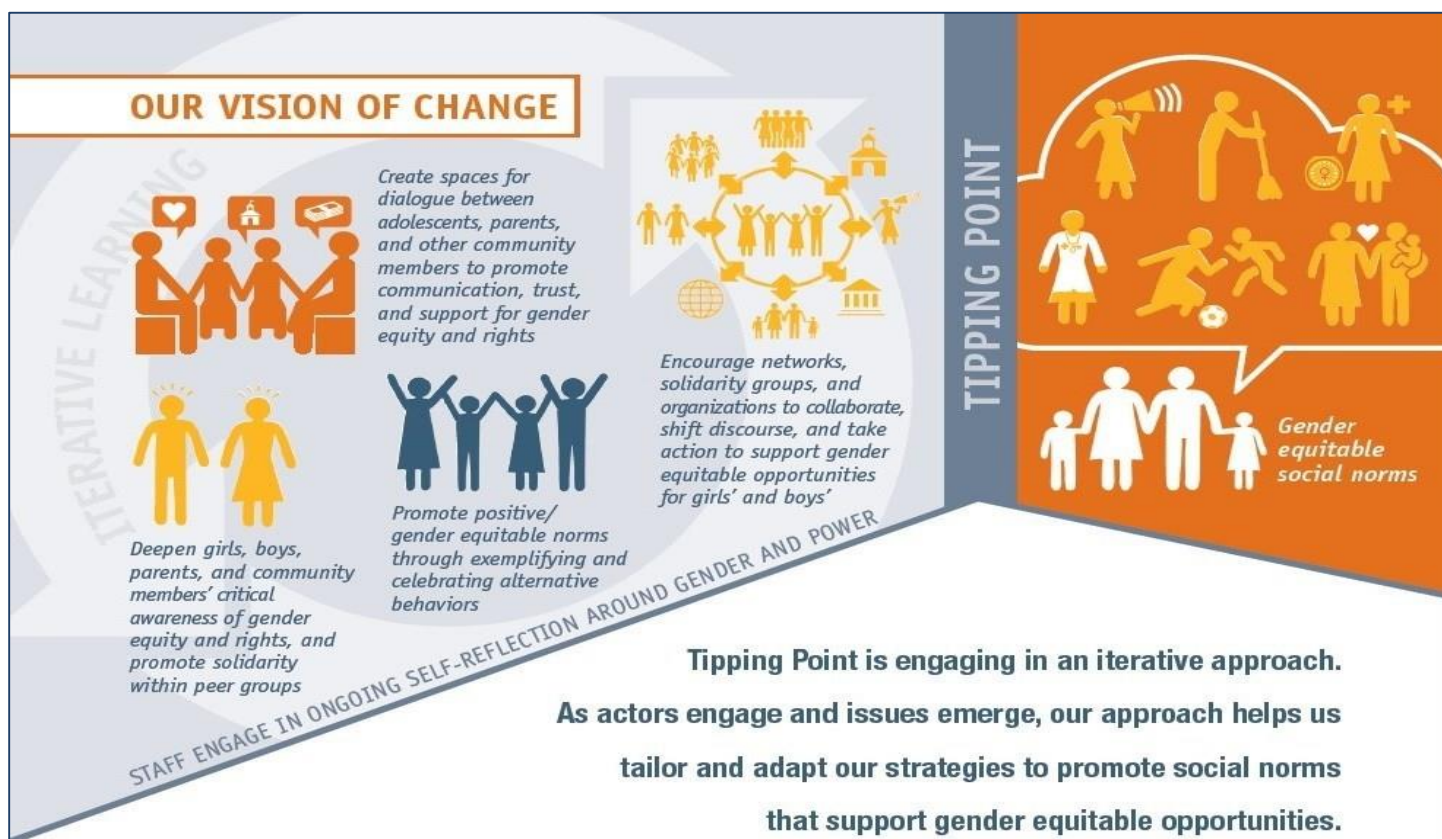 OUR VISION OF CHANGE
ITERATIVE LEARNING
Create spaces for
dialogue between
adolescents, parents,
and other community
members to promote
communication, trust,
and support for gender
equity and rights
Deepen girls, boys,
parents, and community
members’ critical
awareness of gender
equity and rights, and
promote solidarity
within peer groups
Promote positive/
gender equitable norms
through exemplifying and
celebrating alternative
behaviors
Encourage networks,
solidarity groups, and
organizations to collaborate,
shift discourse, and take
action to support gender
equitable opportunities
for girls’ and boys’
STAFF ENGAGE IN ONGOING SELF-REFLECTION AROUND GENDER AND POWER
TIPPING POINT
Gender
equitable
social norms
Tipping Point is engaging in an iterative approach.
As actors engage and issues emerge, our approach helps us
tailor and adapt our strategies to promote social norms
that support gender equitable opportunities.